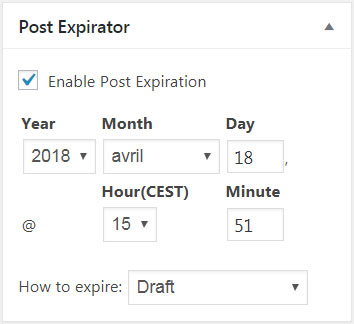 Post Expirator
Enable Post Expiration
Year Month Day
2018 avril 18 ,
Hour(CEST) Minute
@ 15 51
How to expire: Draft